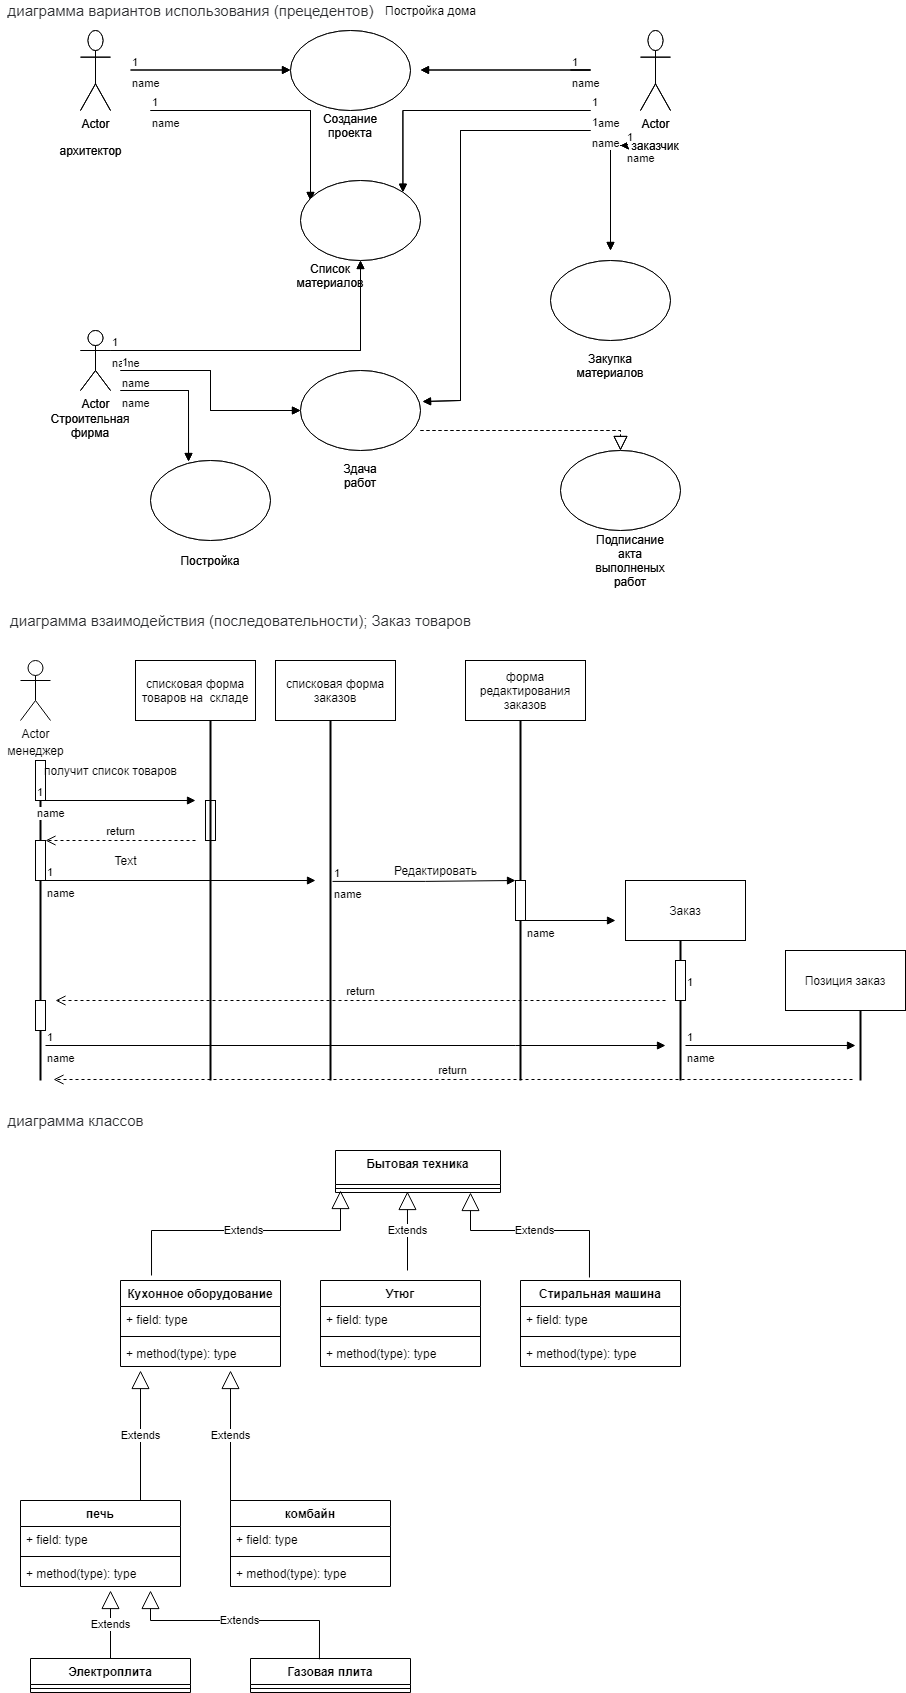 диаграмма вариантов использования (прецедентов) Постройка дома
1
name
1
name
1
name
1
1
ame
name
1
name
Actor
архитектор
Actor
заказчик
Создание
проекта
Список
материалов
Закупка
материалов
1
name
1
name
name
Actor
Строительная
фирма
Здача
работ
Постройка
Подписание
акта
выполненых
работ
диаграмма взаимодействия (последовательности); Заказ товаров
списковая форма
товаров на складе
списковая форма
заказов
форма
редактирования
заказов
Actor
менеджер
получит список товаров
1
name
return
Text
1
name
1
Редактировать
name
name
Заказ
1
Позиция заказ
return
1
name
1
name
return
диаграмма классов
Бытовая техника
Extends
Extends
Extends
Кухонное оборудование
+ field: type
+ method(type): type
Утюг
+ field: type
+ method(type): type
Стиральная машина
+ field: type
+ method(type): type
Extends
Extends
печь
+ field: type
+ method(type): type
комбайн
+ field: type
+ method(type): type
Extends
Extends
Электроплита
Газовая плита